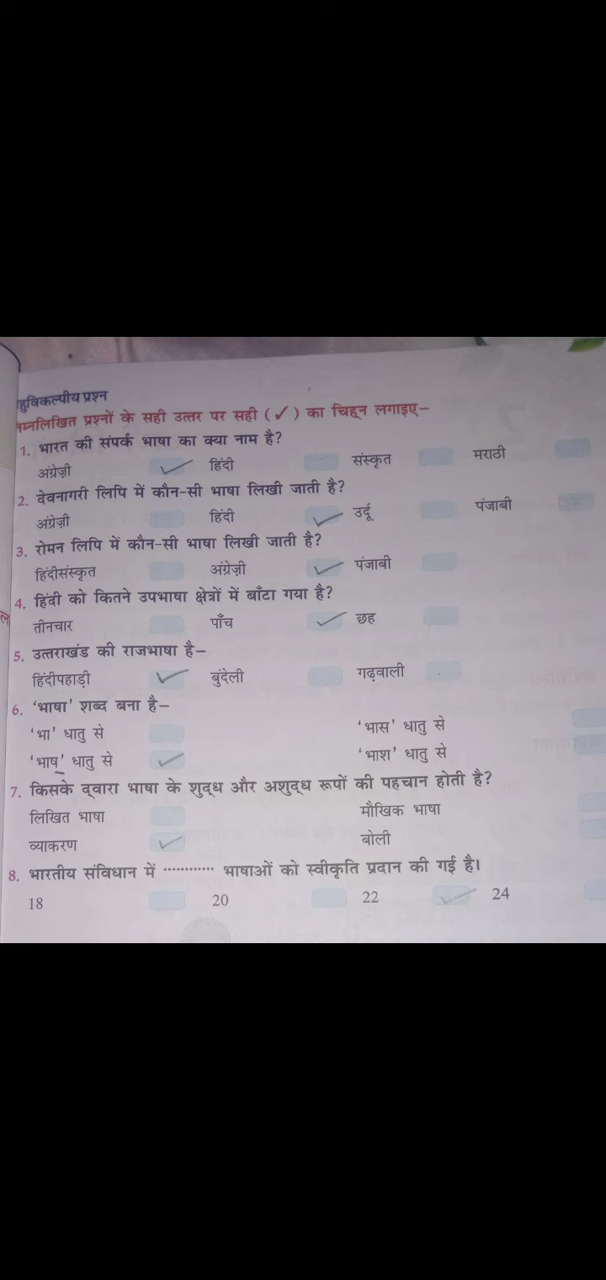 हुविकल्पीय प्रश्न
म्नलिखित प्रश्नों के सही उत्तर पर सही (✓) का चिह्न लगाइए–
1. भारत की संपर्क भाषा का क्या नाम है?
अंग्रेज़ी ✓ हिंदी संस्कृत मराठी
2. देवनागरी लिपि में कौन-सी भाषा लिखी जाती है?
अंग्रेज़ी हिंदी ✓ उर्दू पंजाबी
3. रोमन लिपि में कौन-सी भाषा लिखी जाती है?
हिंदीसंस्कृत अंग्रेज़ी ✓ पंजाबी
4. हिंदी को कितने उपभाषा क्षेत्रों में बाँटा गया है?
तीनचार पाँच ✓ छह
5. उत्तराखंड की राजभाषा है–
हिंदीपहाड़ी ✓ बुंदेली गढ़वाली
6. ‘भाषा’ शब्द बना है–
‘भा’ धातु से ‘भास’ धातु से
‘भाष्’ धातु से ✓ ‘भाश’ धातु से
7. किसके द्वारा भाषा के शुद्ध और अशुद्ध रूपों की पहचान होती है?
लिखित भाषा मौखिक भाषा
व्याकरण ✓ बोली
8. भारतीय संविधान में ............ भाषाओं को स्वीकृति प्रदान की गई है।
18 20 22 ✓ 24